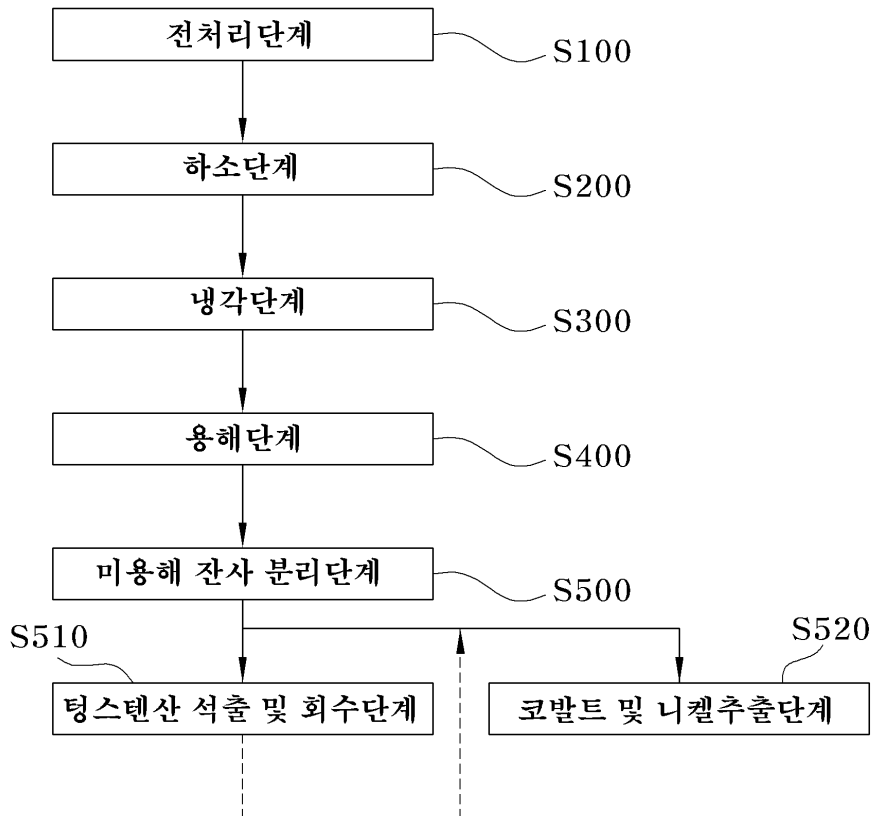 전처리단계
S100
하소단계
S200
냉각단계
S300
용해단계
S400
미용해 잔사 분리단계
S500
S510
S520
텅스텐산 석출 및 회수단계
코발트 및 니켈추출단계